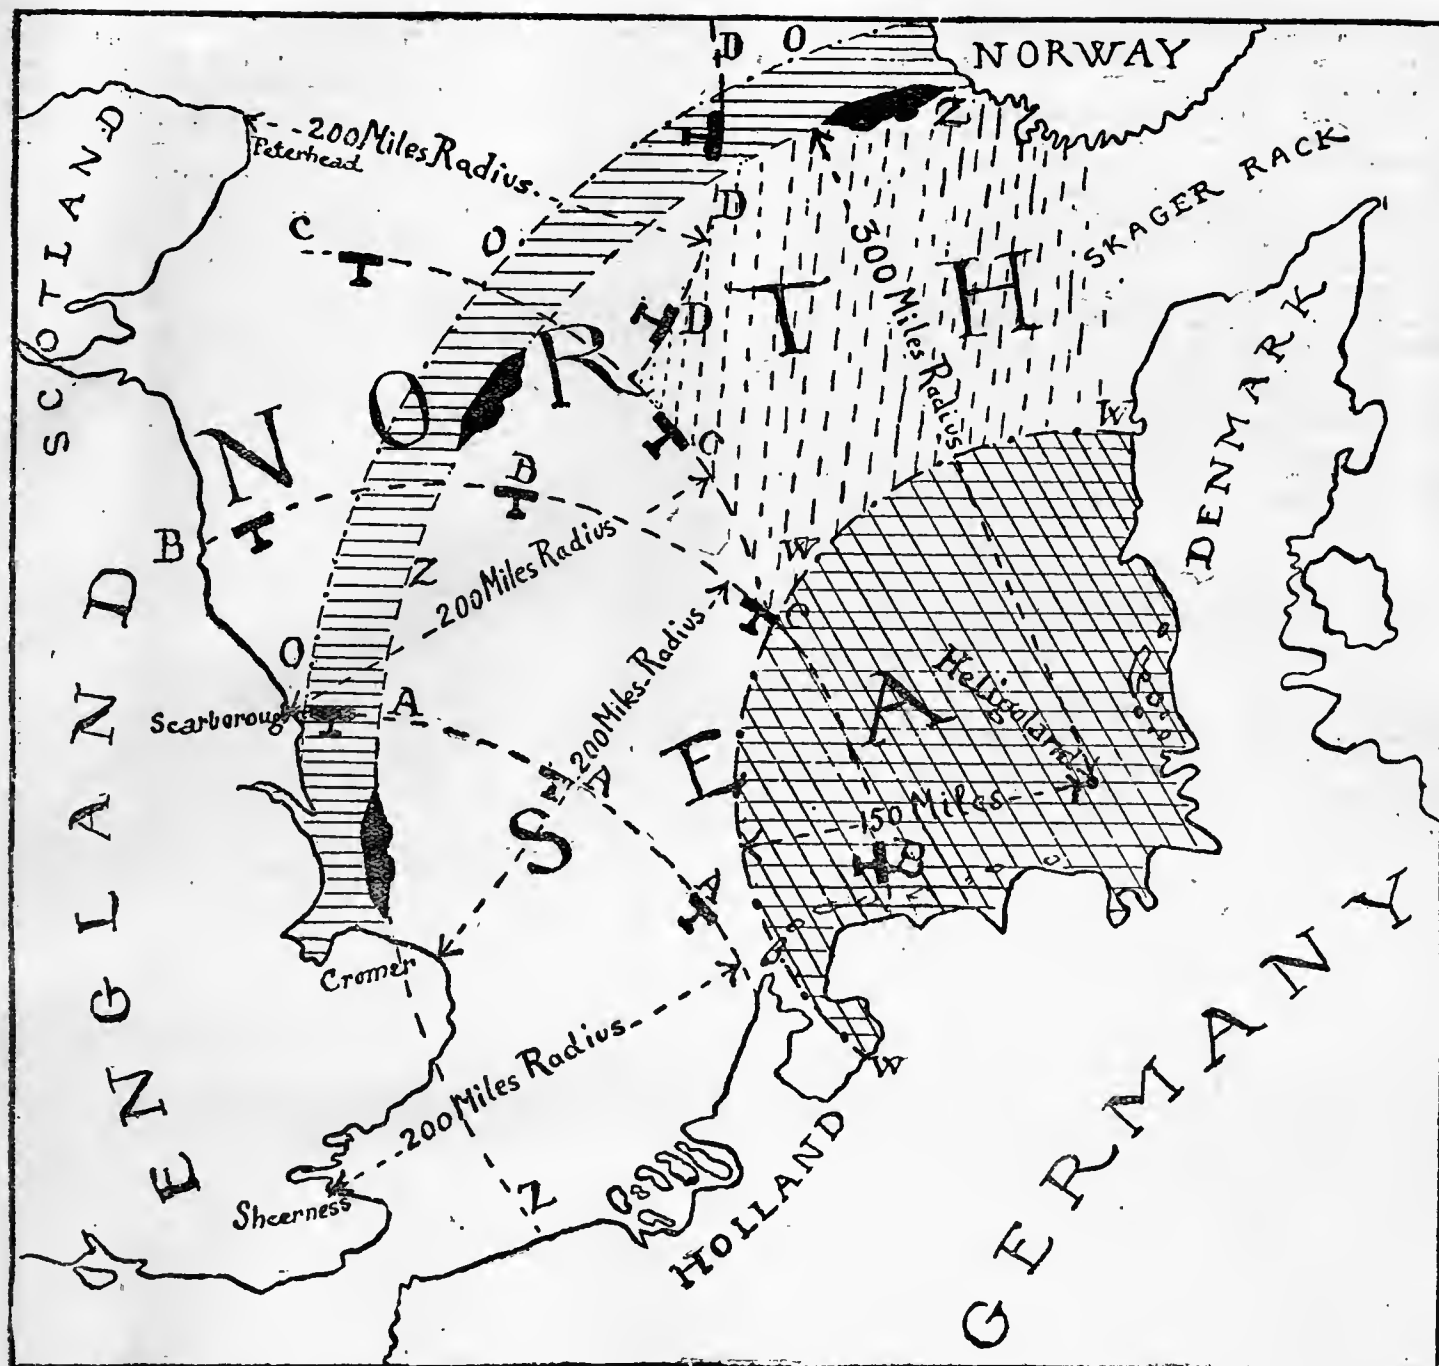 D O
NORWAY
SCOTLAND
200 Miles Radius
Peterhead
Z
SKAGER RACK
C
O
D
D
300 Miles Radius
NORTH
W
C
DENMARK
B
B
W
Z
200 Miles Radius
C
ENGLAND
O
200 Miles Radius
Heligoland
Scarborough
A
A
SEA
150 Miles
B
A
Cromer
200 Miles Radius
W
Sheerness
Z
HOLLAND
GERMANY